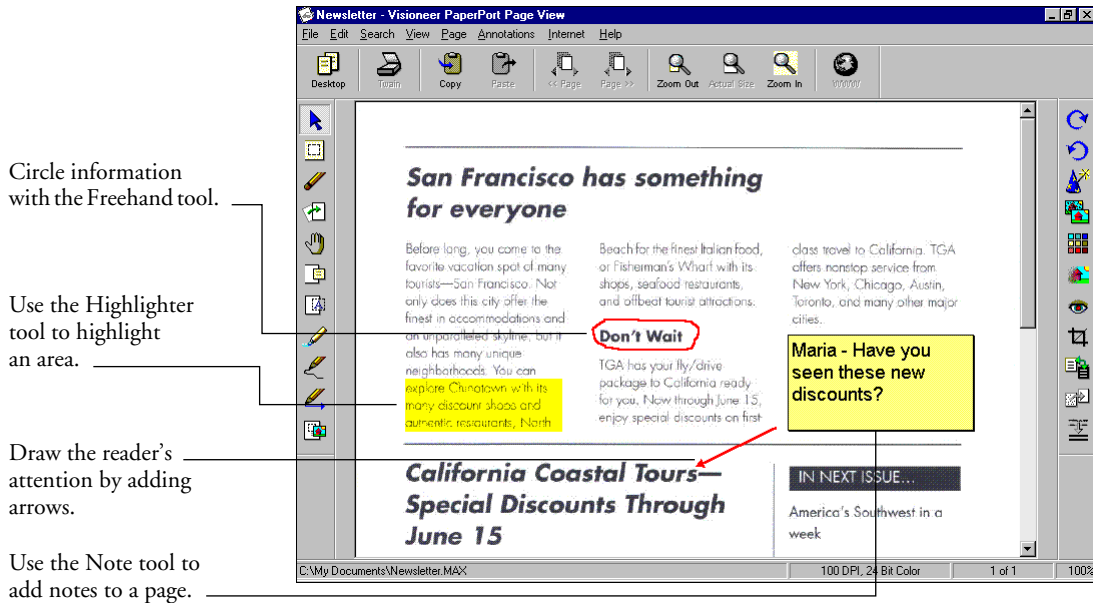 Newsletter - Visioneer PaperPort Page View
File Edit Search View Page Annotations Internet Help
Desktop Twain Copy Paste << Page Page >> Zoom Out Actual Size Zoom In WWW
Circle information
with the Freehand tool.
Use the Highlighter
tool to highlight
an area.
Draw the reader's
attention by adding
arrows.
Use the Note tool to
add notes to a page.
San Francisco has something
for everyone
Before long, you come to the
favorite vacation spot of many
tourists—San Francisco. Not
only does this city offer the
finest in accommodations and
an unparalleled skyline, but it
also has many unique
neighborhoods. You can
explore Chinatown with its
many discount shops and
authentic restaurants, North
Beach for the finest Italian food,
or Fisherman's Wharf with its
shops, seafood restaurants,
and offbeat tourist attractions.
Don't Wait
TGA has your fly/drive
package to California ready
for you. Now through June 15,
enjoy special discounts on first-
class travel to California. TGA
offers nonstop service from
New York, Chicago, Austin,
Toronto, and many other major
cities.
Maria - Have you
seen these new
discounts?
California Coastal Tours—
Special Discounts Through
June 15
IN NEXT ISSUE...
America's Southwest in a
week
C:\My Documents\Newsletter.MAX 100 DPI, 24 Bit Color 1 of 1 100%